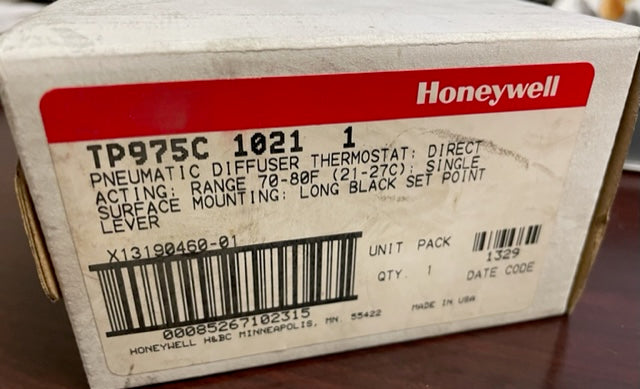 Honeywell
TP975C 1021 1
PNEUMATIC DIFFUSER THERMOSTAT: DIRECT
ACTING: RANGE 70-80F (21-27C): SINGLE
SURFACE MOUNTING: LONG BLACK SET POINT
LEVER
X13190460-01
UNIT PACK
1329
QTY. 1
DATE CODE
00085267102315
MADE IN USA
HONEYWELL H&BC MINNEAPOLIS, MN. 55422